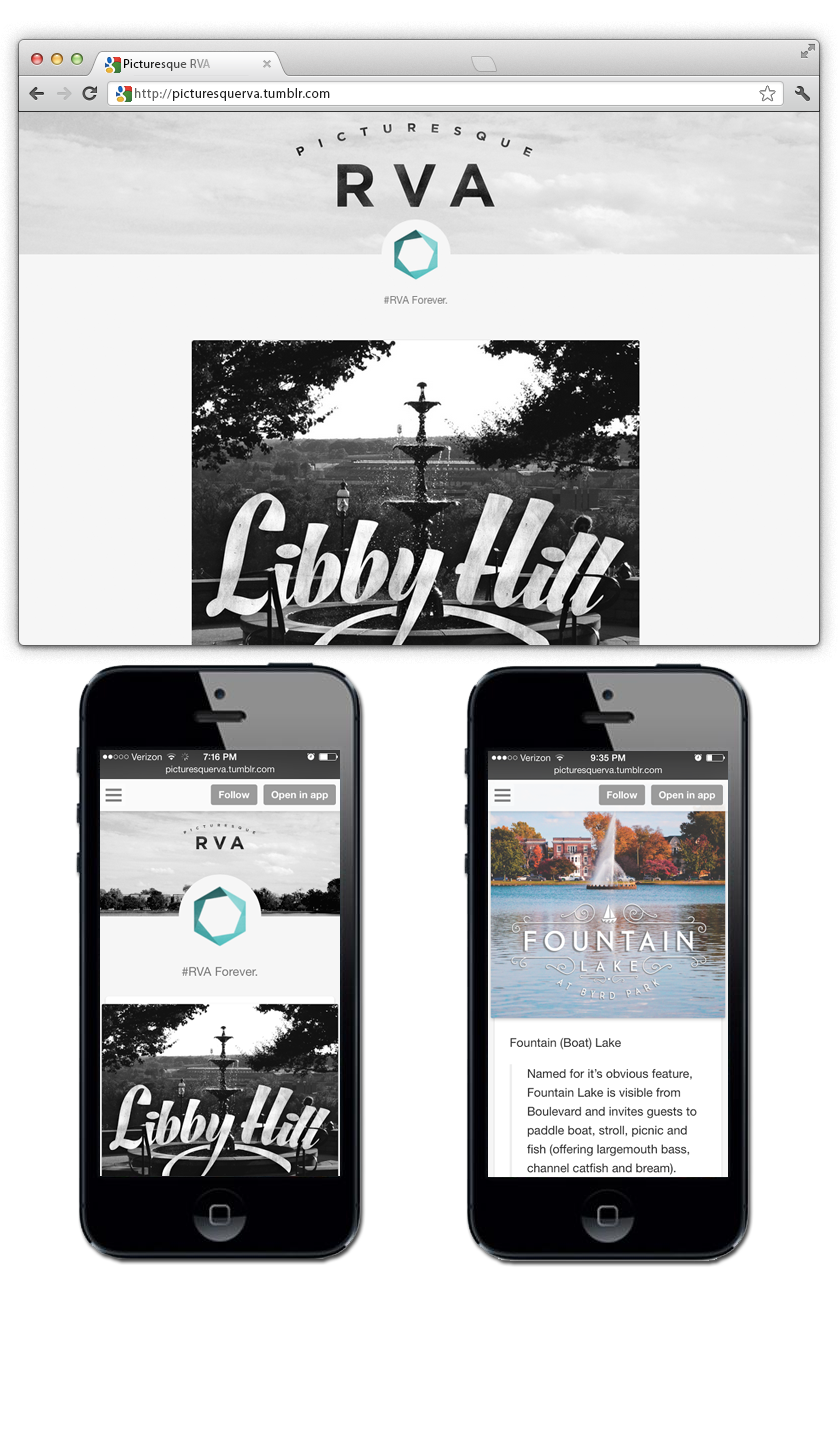 Picturesque RVA
http://picturesquerva.tumblr.com
PICTURESQUE
RVA
#RVA Forever.
Libby Hill
Verizon 7:16 PM
picturesquerva.tumblr.com
Follow Open in app
PICTURESQUE
RVA
#RVA Forever.
Libby Hill
Verizon 9:35 PM
picturesquerva.tumblr.com
Follow Open in app
FOUNTAIN
LAKE
AT BYRD PARK
Fountain (Boat) Lake
Named for it's obvious feature,
Fountain Lake is visible from
Boulevard and invites guests to
paddle boat, stroll, picnic and
fish (offering largemouth bass,
channel catfish and bream).